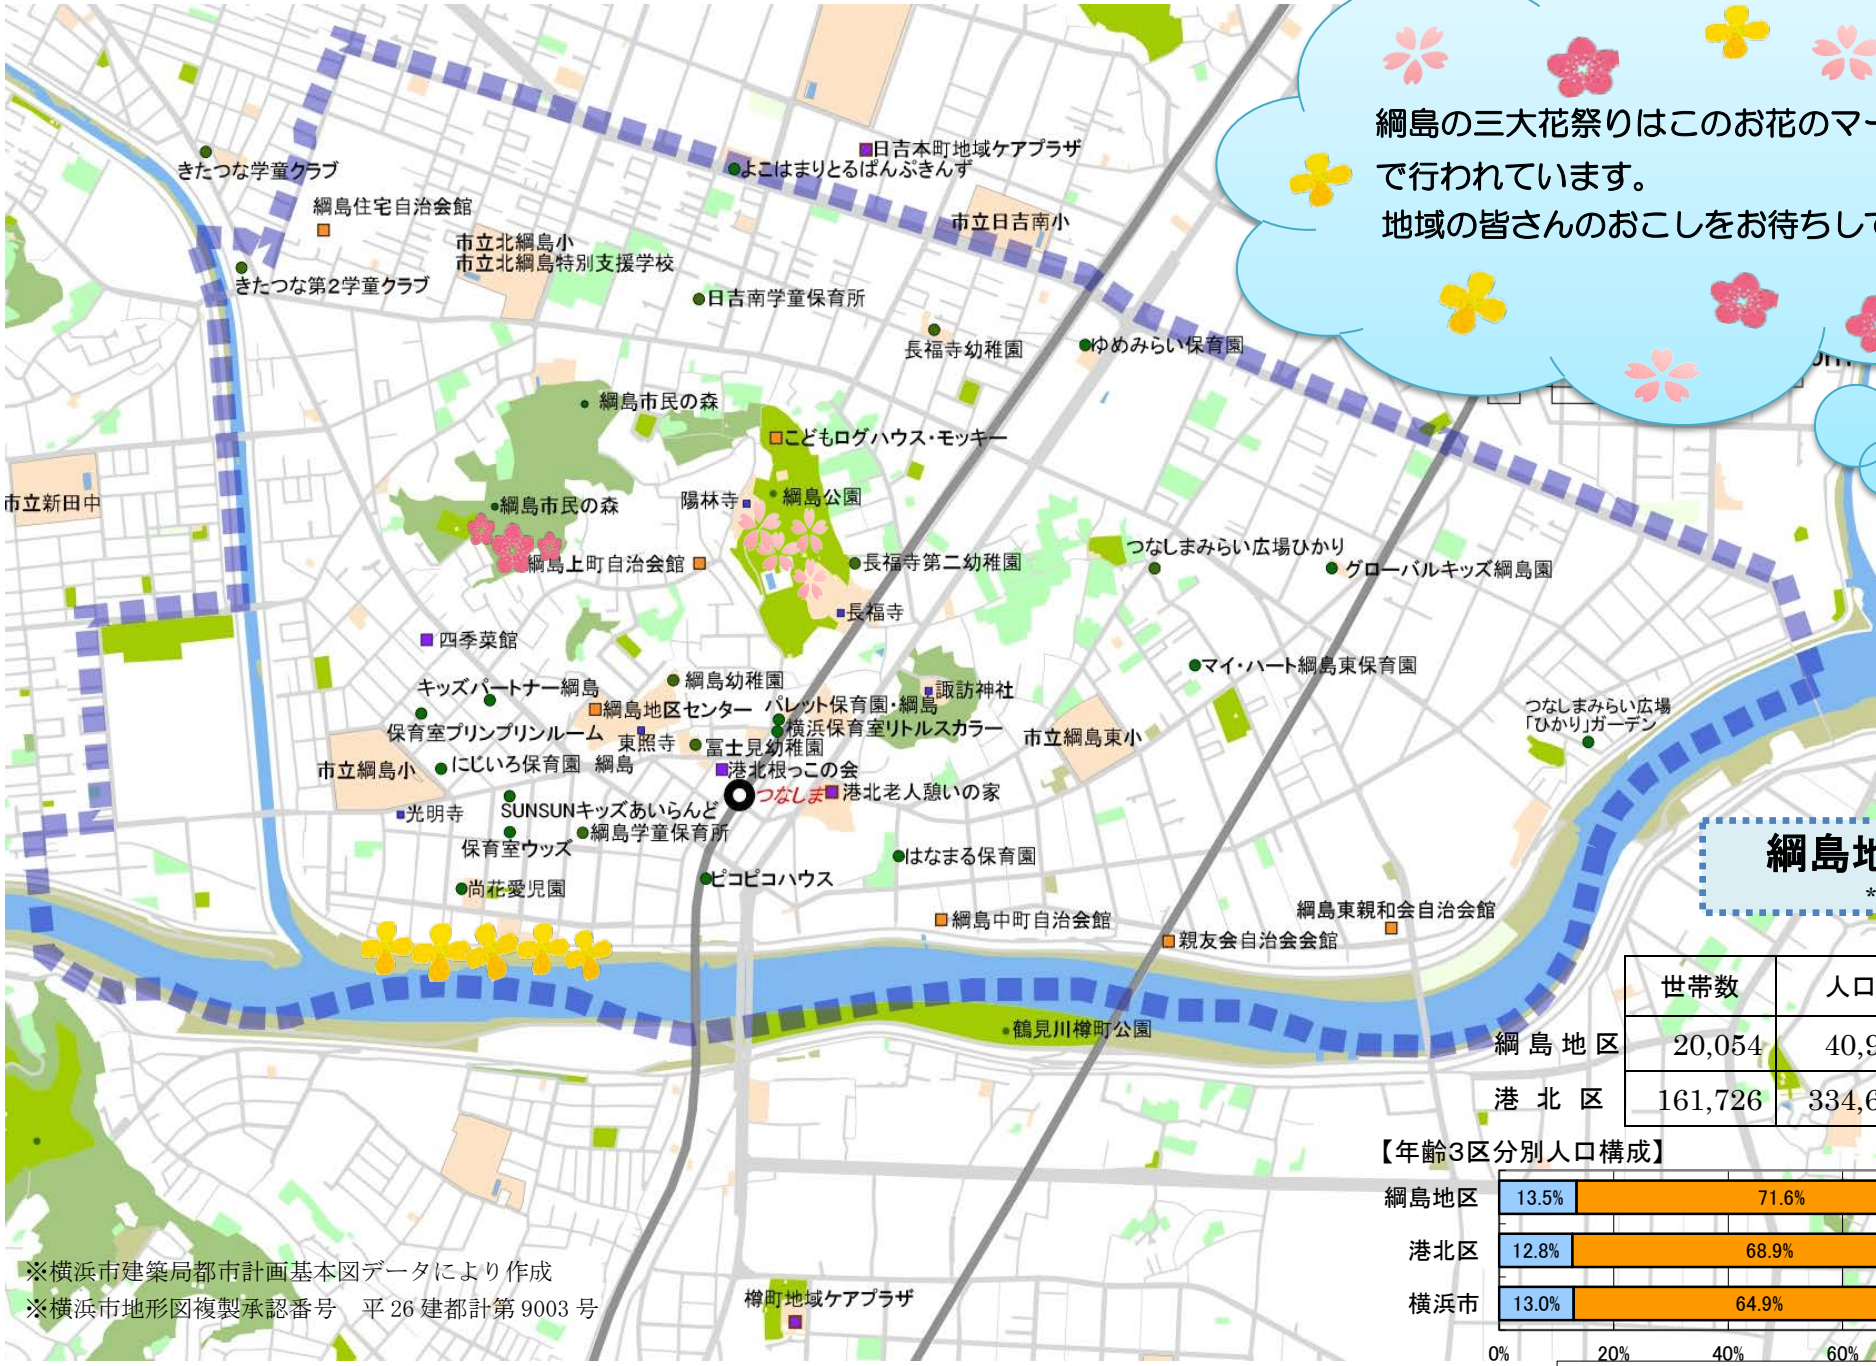 綱島の三大花祭りはこのお花のマー
で行われています。
地域の皆さんのおこしをお待ちして
きたつな学童クラブ
日吉本町地域ケアプラザ
よこはまりとるぱんぷきんず
綱島住宅自治会館
市立日吉南小
市立北綱島小
市立北綱島特別支援学校
きたつな第2学童クラブ
日吉南学童保育所
長福寺幼稚園
ゆめみらい保育園
綱島市民の森
こどもログハウス・モッキー
市立新田中
綱島市民の森
陽林寺
綱島公園
綱島上町自治会館
長福寺第二幼稚園
つなしまみらい広場ひかり
グローバルキッズ綱島園
長福寺
四季菜館
マイ・ハート綱島東保育園
キッズパートナー綱島
綱島幼稚園
諏訪神社
綱島地区センター
パレット保育園・綱島
つなしまみらい広場
「ひかり」ガーデン
保育室プリンプリンルーム
東照寺
冨士見幼稚園
横浜保育室リトルスカラー
市立綱島東小
市立綱島小
にじいろ保育園 綱島
港北根っこの会
つなしま
港北老人憩いの家
光明寺
SUNSUNキッズあいらんど
綱島学童保育所
保育室ウッズ
はなまる保育園
尚花愛児園
ピコピコハウス
綱島中町自治会館
親友会自治会会館
綱島東親和会自治会館
鶴見川樽町公園
樽町地域ケアプラザ
綱島地
*
世帯数 人口
綱島地区 20,054 40,9
港北区 161,726 334,6
【年齢3区分別人口構成】
綱島地区 13.5% 71.6%
港北区 12.8% 68.9%
横浜市 13.0% 64.9%
0% 20% 40% 60%
※横浜市建築局都市計画基本図データにより作成
※横浜市地形図複製承認番号 平26建都計第9003号